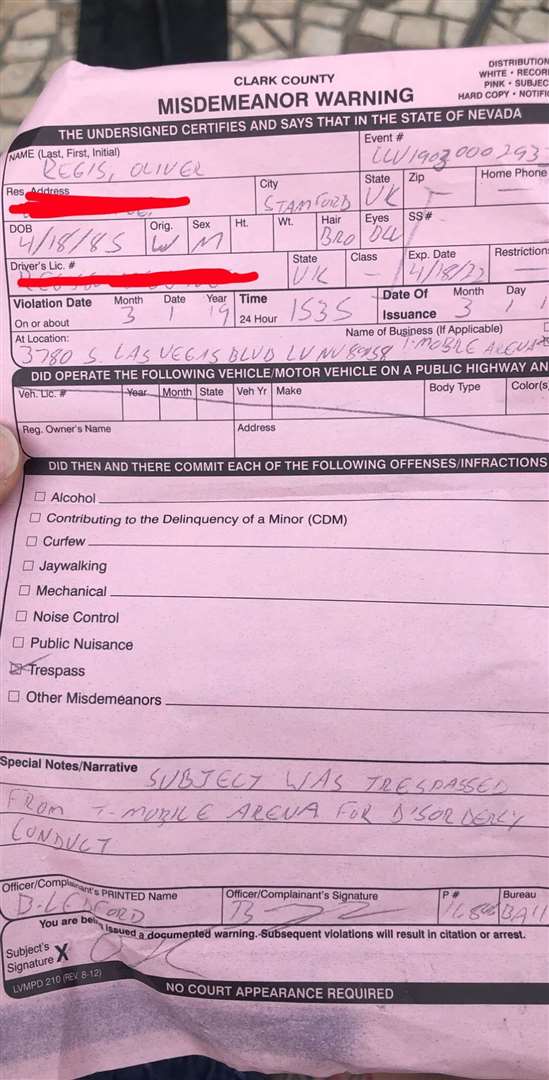 CLARK COUNTY
MISDEMEANOR WARNING
DISTRIBUTION
WHITE • RECOR
PINK • SUBJEC
HARD COPY • NOTIFI
THE UNDERSIGNED CERTIFIES AND SAYS THAT IN THE STATE OF NEVADA
NAME (Last, First, Initial) Event #
REGIS, OLIVER LLV1903000293
Res. Address City State Zip Home Phone
STAMFORD UK
DOB Orig. Sex Ht. Wt. Hair Eyes SS#
4/18/85 W M BRO BLU
Driver's Lic. # State Class Exp. Date Restriction
UK — 4/18/22 —
Violation Date Month Date Year Time Date Of Month Day
On or about 3 1 19 24 Hour 1535 Issuance 3 1 1
At Location: Name of Business (If Applicable)
3780 S. LAS VEGAS BLVD LV NV 89158 T-MOBILE ARENA
DID OPERATE THE FOLLOWING VEHICLE/MOTOR VEHICLE ON A PUBLIC HIGHWAY AN
Veh. Lic. # Year Month State Veh Yr Make Body Type Color(s
Reg. Owner's Name Address
DID THEN AND THERE COMMIT EACH OF THE FOLLOWING OFFENSES/INFRACTIONS
Alcohol
Contributing to the Delinquency of a Minor (CDM)
Curfew
Jaywalking
Mechanical
Noise Control
Public Nuisance
Trespass
Other Misdemeanors
Special Notes/Narrative SUBJECT WAS TRESPASSED
FROM T-MOBILE ARENA FOR DISORDERLY
CONDUCT
Officer/Complainant's PRINTED Name Officer/Complainant's Signature P # Bureau
You are being issued a documented warning. Subsequent violations will result in citation or arrest.
Subject's
Signature X
LVMPD 210 (REV. 8-12) NO COURT APPEARANCE REQUIRED